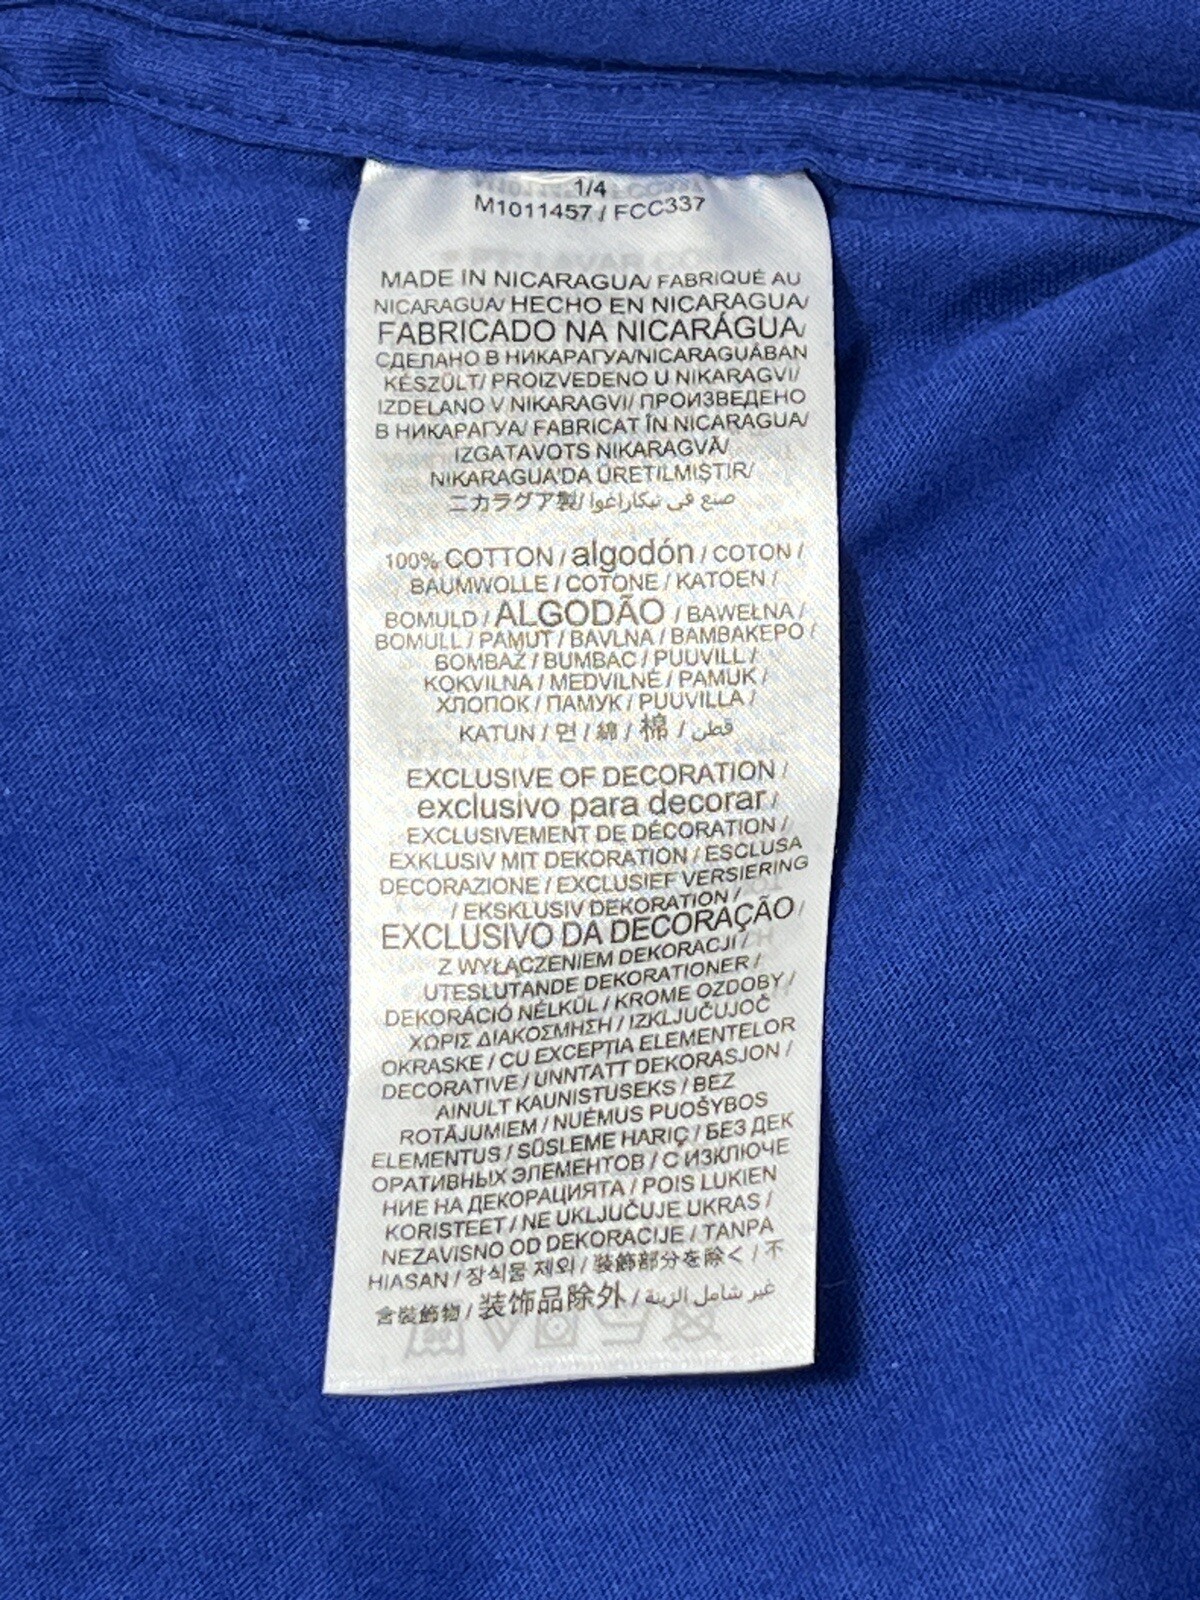 1/4
M1011457 / FCC337
MADE IN NICARAGUA/ FABRIQUÉ AU
NICARAGUA/ HECHO EN NICARAGUA/
FABRICADO NA NICARÁGUA/
СДЕЛАНО В НИКАРАГУА/NICARAGUÁBAN
KÉSZÜLT/ PROIZVEDENO U NIKARAGVI/
IZDELANO V NIKARAGVI/ ПРОИЗВЕДЕНО
В НИКАРАГУА/ FABRICAT ÎN NICARAGUA/
IZGATAVOTS NIKARAGVĀ/
NIKARAGUA'DA ÜRETILMIŞTIR/
ニカラグア製/ صنع في نيكاراغوا
100% COTTON / algodón / COTON /
BAUMWOLLE / COTONE / KATOEN /
BOMULD / ALGODÃO / BAWEŁNA /
BOMULL / PAMUT / BAVLNA / ΒΑΜΒΑΚΕΡΟ /
BOMBAŽ / BUMBAC / PUUVILL /
KOKVILNA / MEDVILNĖ / PAMUK /
ХЛОПОК / ПАМУК / PUUVILLA /
KATUN / 면 / 綿 / 棉 / قطن
EXCLUSIVE OF DECORATION /
exclusivo para decorar /
EXCLUSIVEMENT DE DÉCORATION /
EXKLUSIV MIT DEKORATION / ESCLUSA
DECORAZIONE / EXCLUSIEF VERSIERING
/ EKSKLUSIV DEKORATION /
EXCLUSIVO DA DECORAÇÃO /
Z WYŁĄCZENIEM DEKORACJI /
UTESLUTANDE DEKORATIONER /
DEKORÁCIÓ NÉLKÜL / KROME OZDOBY /
ΧΩΡΙΣ ΔΙΑΚΟΣΜΗΣΗ / IZKLJUČUJOČ
OKRASKE / CU EXCEPȚIA ELEMENTELOR
DECORATIVE / UNNTATT DEKORASJON /
AINULT KAUNISTUSEKS / BEZ
ROTĀJUMIEM / NUĖMUS PUOŠYBOS
ELEMENTUS / SÜSLEME HARIÇ / БЕЗ ДЕК
ОРАТИВНЫХ ЭЛЕМЕНТОВ / С ИЗКЛЮЧЕ
НИЕ НА ДЕКОРАЦИЯТА / POIS LUKIEN
KORISTEET / NE UKLJUČUJE UKRAS /
NEZAVISNO OD DEKORACIJE / TANPA
HIASAN / 장식물 제외 / 装飾部分を除く / 不
含裝飾物 / 装饰品除外 / غير شامل الزينة